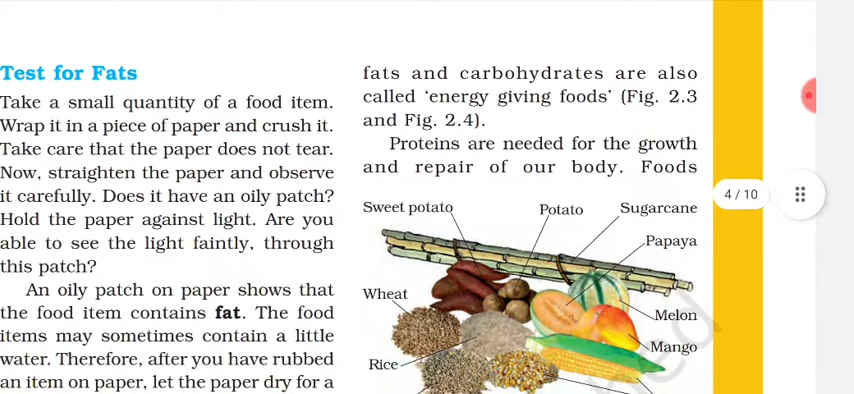 Test for Fats
Take a small quantity of a food item.
Wrap it in a piece of paper and crush it.
Take care that the paper does not tear.
Now, straighten the paper and observe
it carefully. Does it have an oily patch?
Hold the paper against light. Are you
able to see the light faintly, through
this patch?
An oily patch on paper shows that
the food item contains fat. The food
items may sometimes contain a little
water. Therefore, after you have rubbed
an item on paper, let the paper dry for a
fats and carbohydrates are also
called ‘energy giving foods’ (Fig. 2.3
and Fig. 2.4).
Proteins are needed for the growth
and repair of our body. Foods
Sweet potato
Potato
Sugarcane
Papaya
Wheat
Melon
Mango
Rice
4 / 10